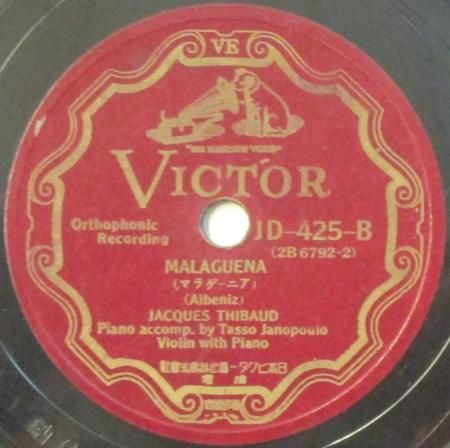 VE
"HIS MASTER'S VOICE"
VICTOR
Orthophonic
Recording
JD-425-B
(2B 6792-2)
MALAGUENA
(アニーゲラマ)
(Albeniz)
JACQUES THIBAUD
Piano accomp. by Tasso Janopoulo
Violin with Piano